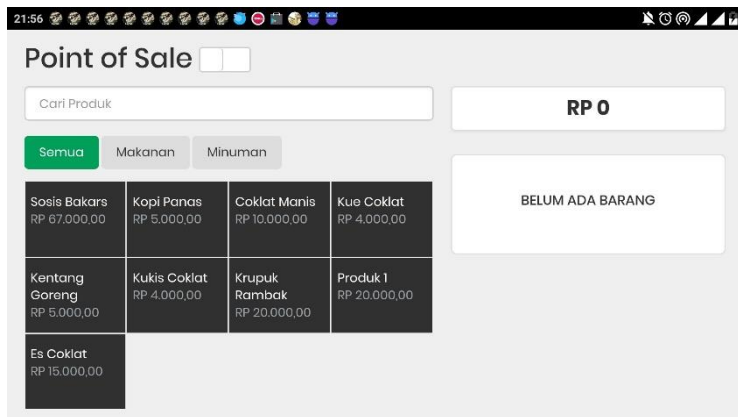 21:56
Point of Sale
Cari Produk
RP 0
Semua
Makanan
Minuman
BELUM ADA BARANG
Sosis Bakars
RP 67.000,00
Kopi Panas
RP 5.000,00
Coklat Manis
RP 10.000,00
Kue Coklat
RP 4.000,00
Kentang
Goreng
RP 5.000,00
Kukis Coklat
RP 4.000,00
Krupuk
Rambak
RP 20.000,00
Produk 1
RP 20.000,00
Es Coklat
RP 15.000,00